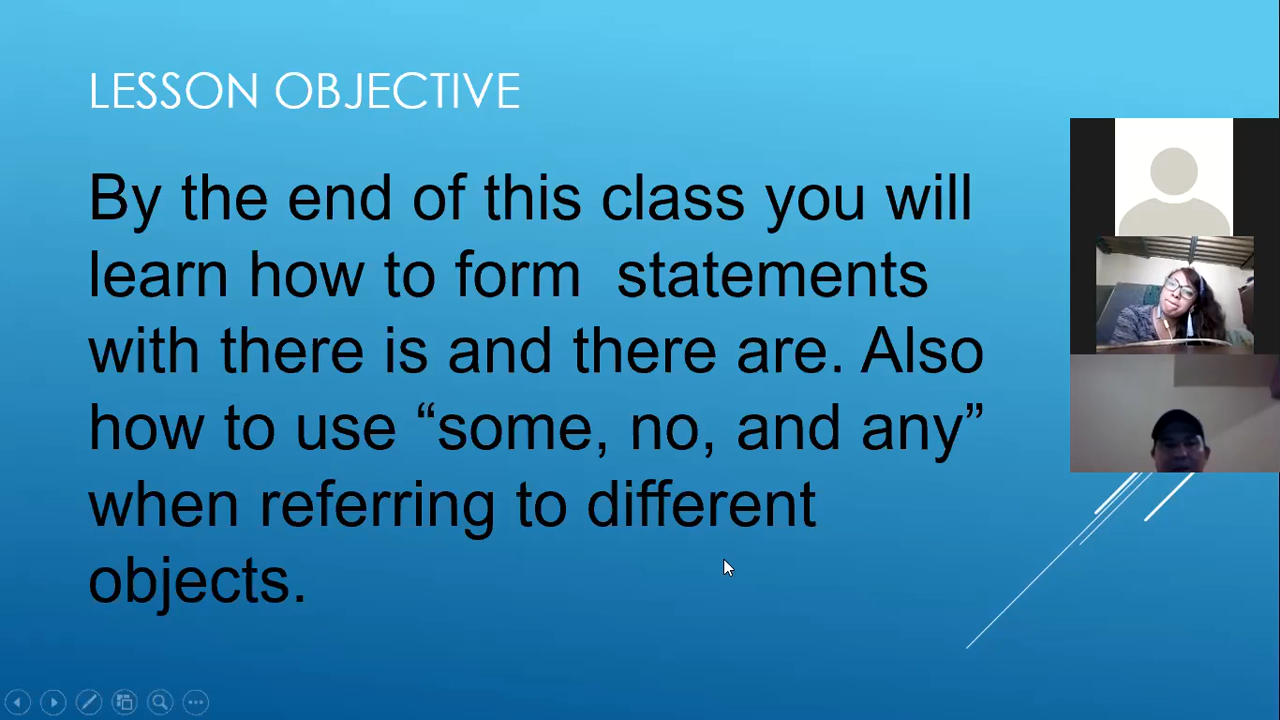 LESSON OBJECTIVE
By the end of this class you will
learn how to form  statements
with there is and there are. Also
how to use “some, no, and any”
when referring to different
objects.